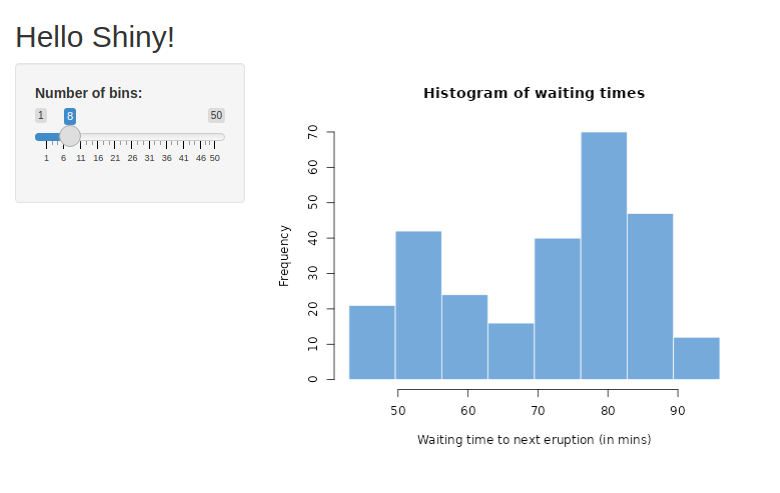 Hello Shiny!
Number of bins:
1 8 50
1 6 11 16 21 26 31 36 41 46 50
Histogram of waiting times
Frequency
70
60
50
40
30
20
10
0
50 60 70 80 90
Waiting time to next eruption (in mins)